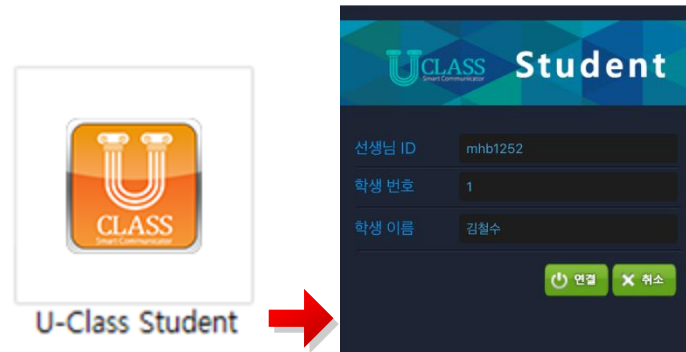 U
CLASS
Smart Communicator
U-Class Student
UCLASS
Smart Communicator
Student
선생님 ID
mhb1252
학생 번호
1
학생 이름
김철수
연결
취소